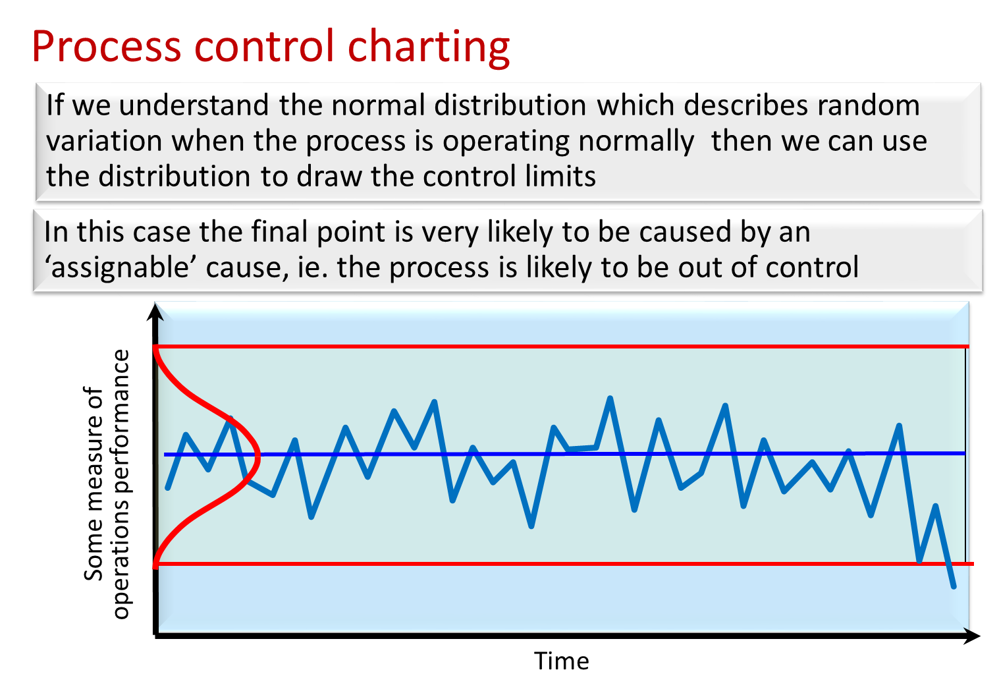 Process control charting
If we understand the normal distribution which describes random
variation when the process is operating normally  then we can use
the distribution to draw the control limits
In this case the final point is very likely to be caused by an
‘assignable’ cause, ie. the process is likely to be out of control
Some measure of
operations performance
Time